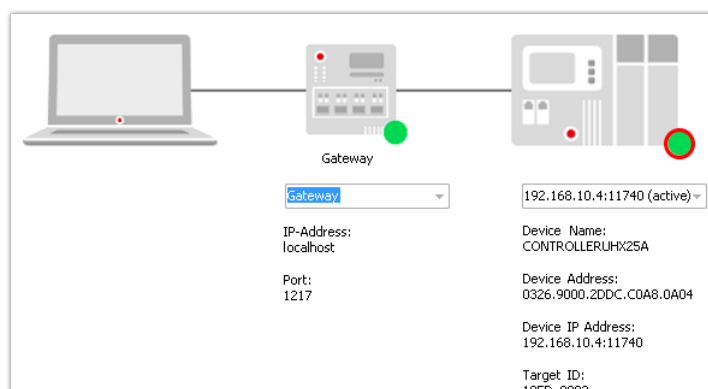 Gateway
Gateway
192.168.10.4:11740 (active)
IP-Address:
localhost
Port:
1217
Device Name:
CONTROLLERUHX25A
Device Address:
0326.9000.2DDC.C0A8.0A04
Device IP Address:
192.168.10.4:11740
Target ID: